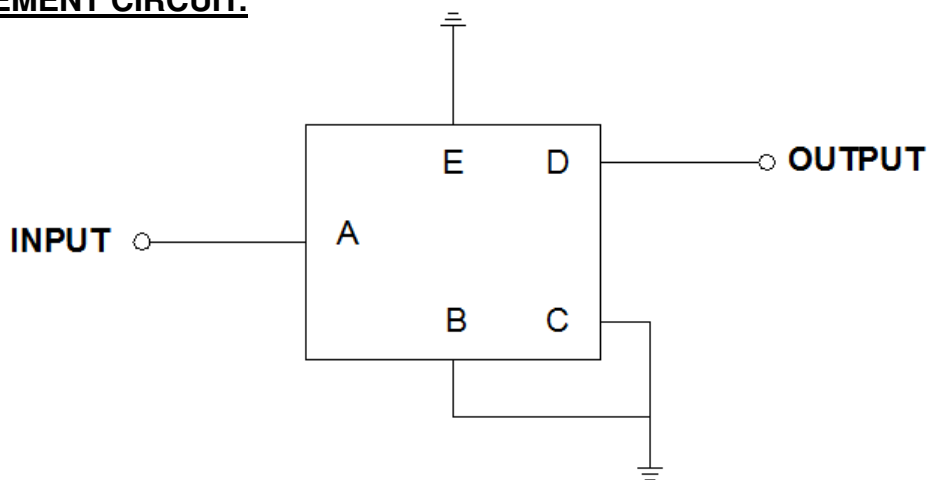 EMENT CIRCUIT:
E D
OUTPUT
INPUT
A
B C